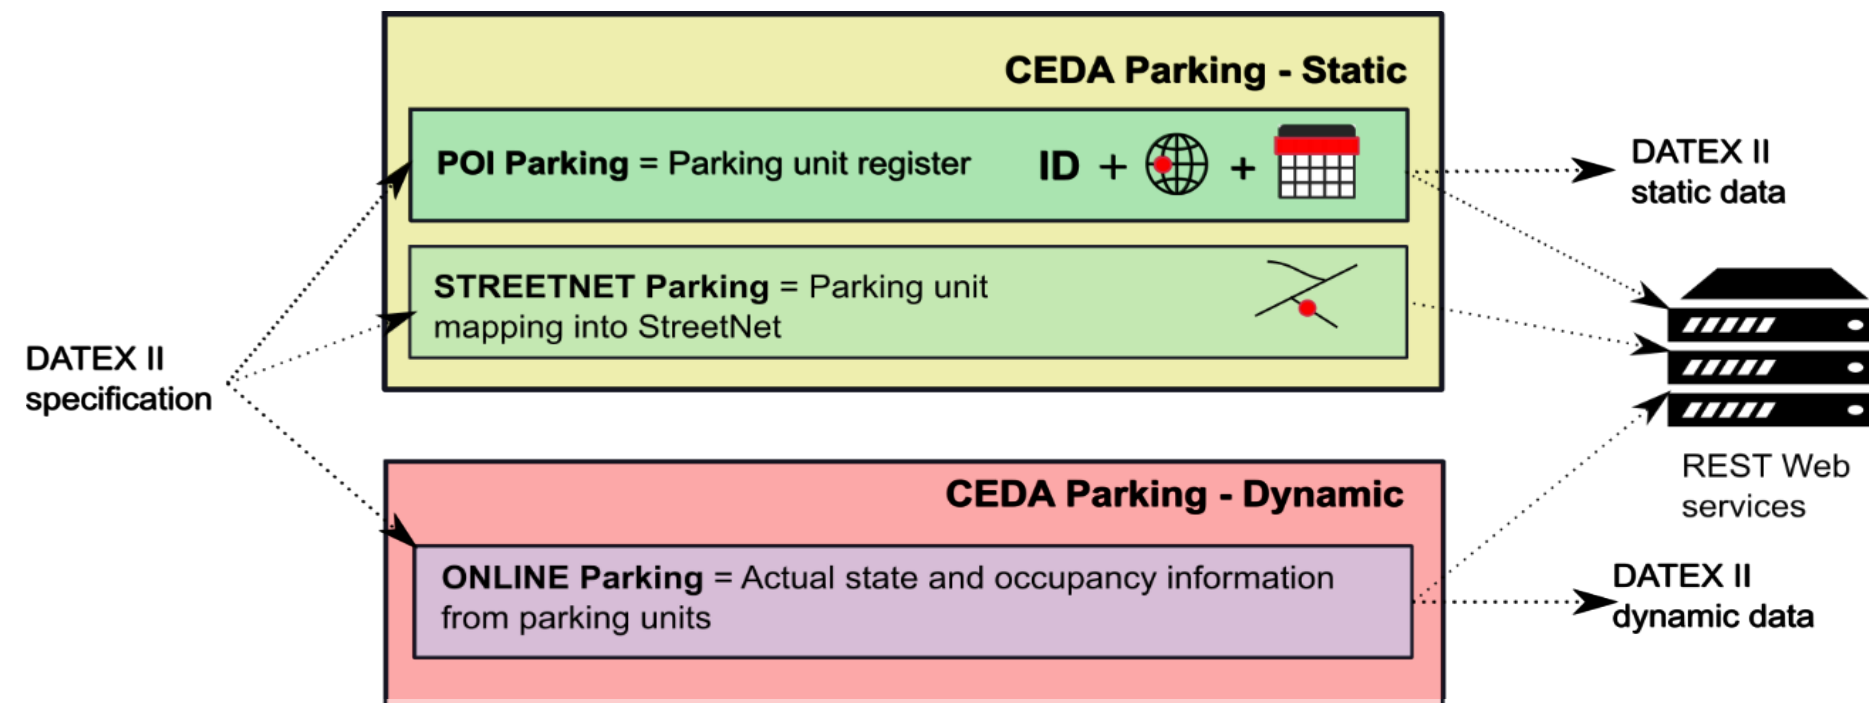 CEDA Parking - Static
POI Parking = Parking unit register ID + +
STREETNET Parking = Parking unit
mapping into StreetNet
DATEX II
static data
DATEX II
specification
REST Web
services
CEDA Parking - Dynamic
ONLINE Parking = Actual state and occupancy information
from parking units
DATEX II
dynamic data